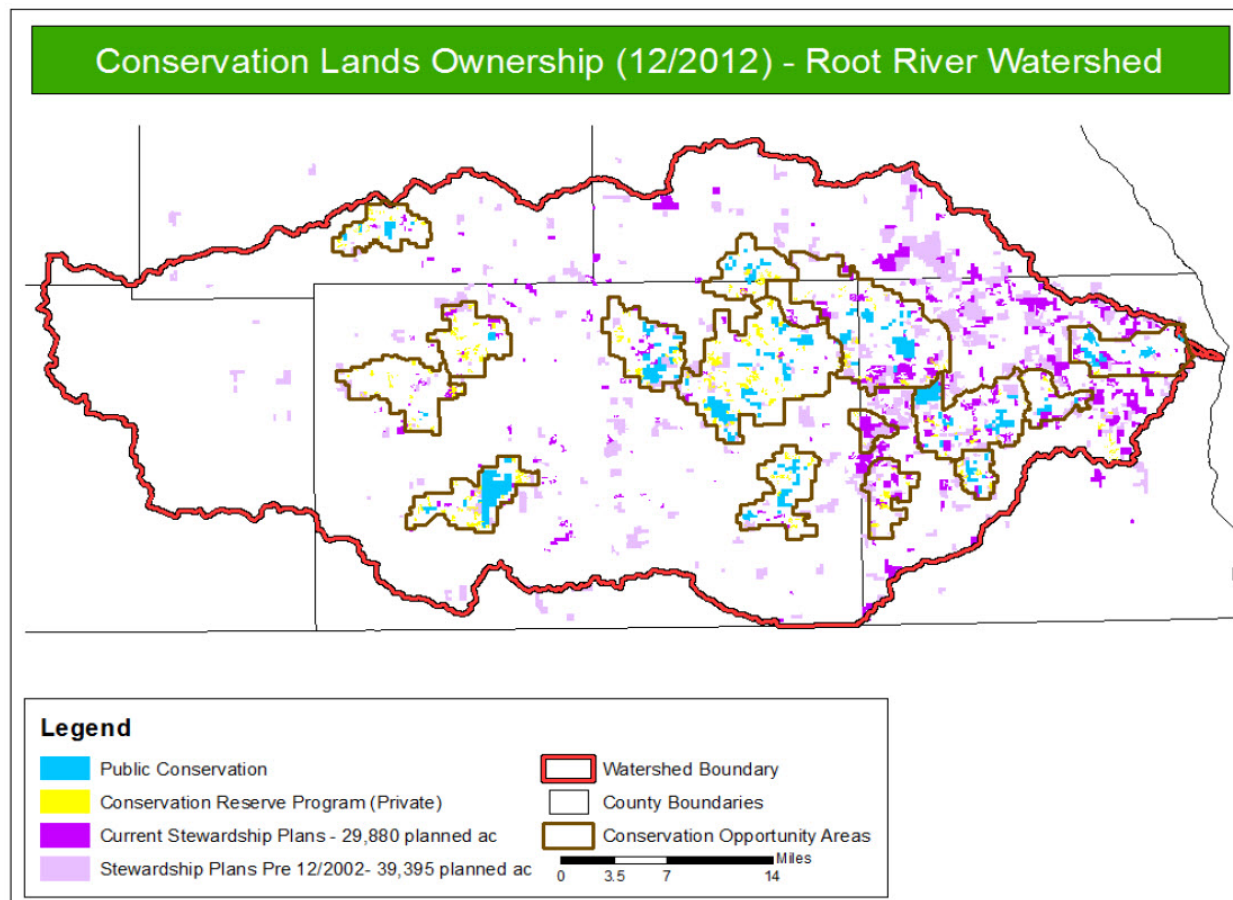 Conservation Lands Ownership (12/2012) - Root River Watershed
Legend
Public Conservation
Conservation Reserve Program (Private)
Current Stewardship Plans - 29,880 planned ac
Stewardship Plans Pre 12/2002- 39,395 planned ac
Watershed Boundary
County Boundaries
Conservation Opportunity Areas
Miles
0 3.5 7 14